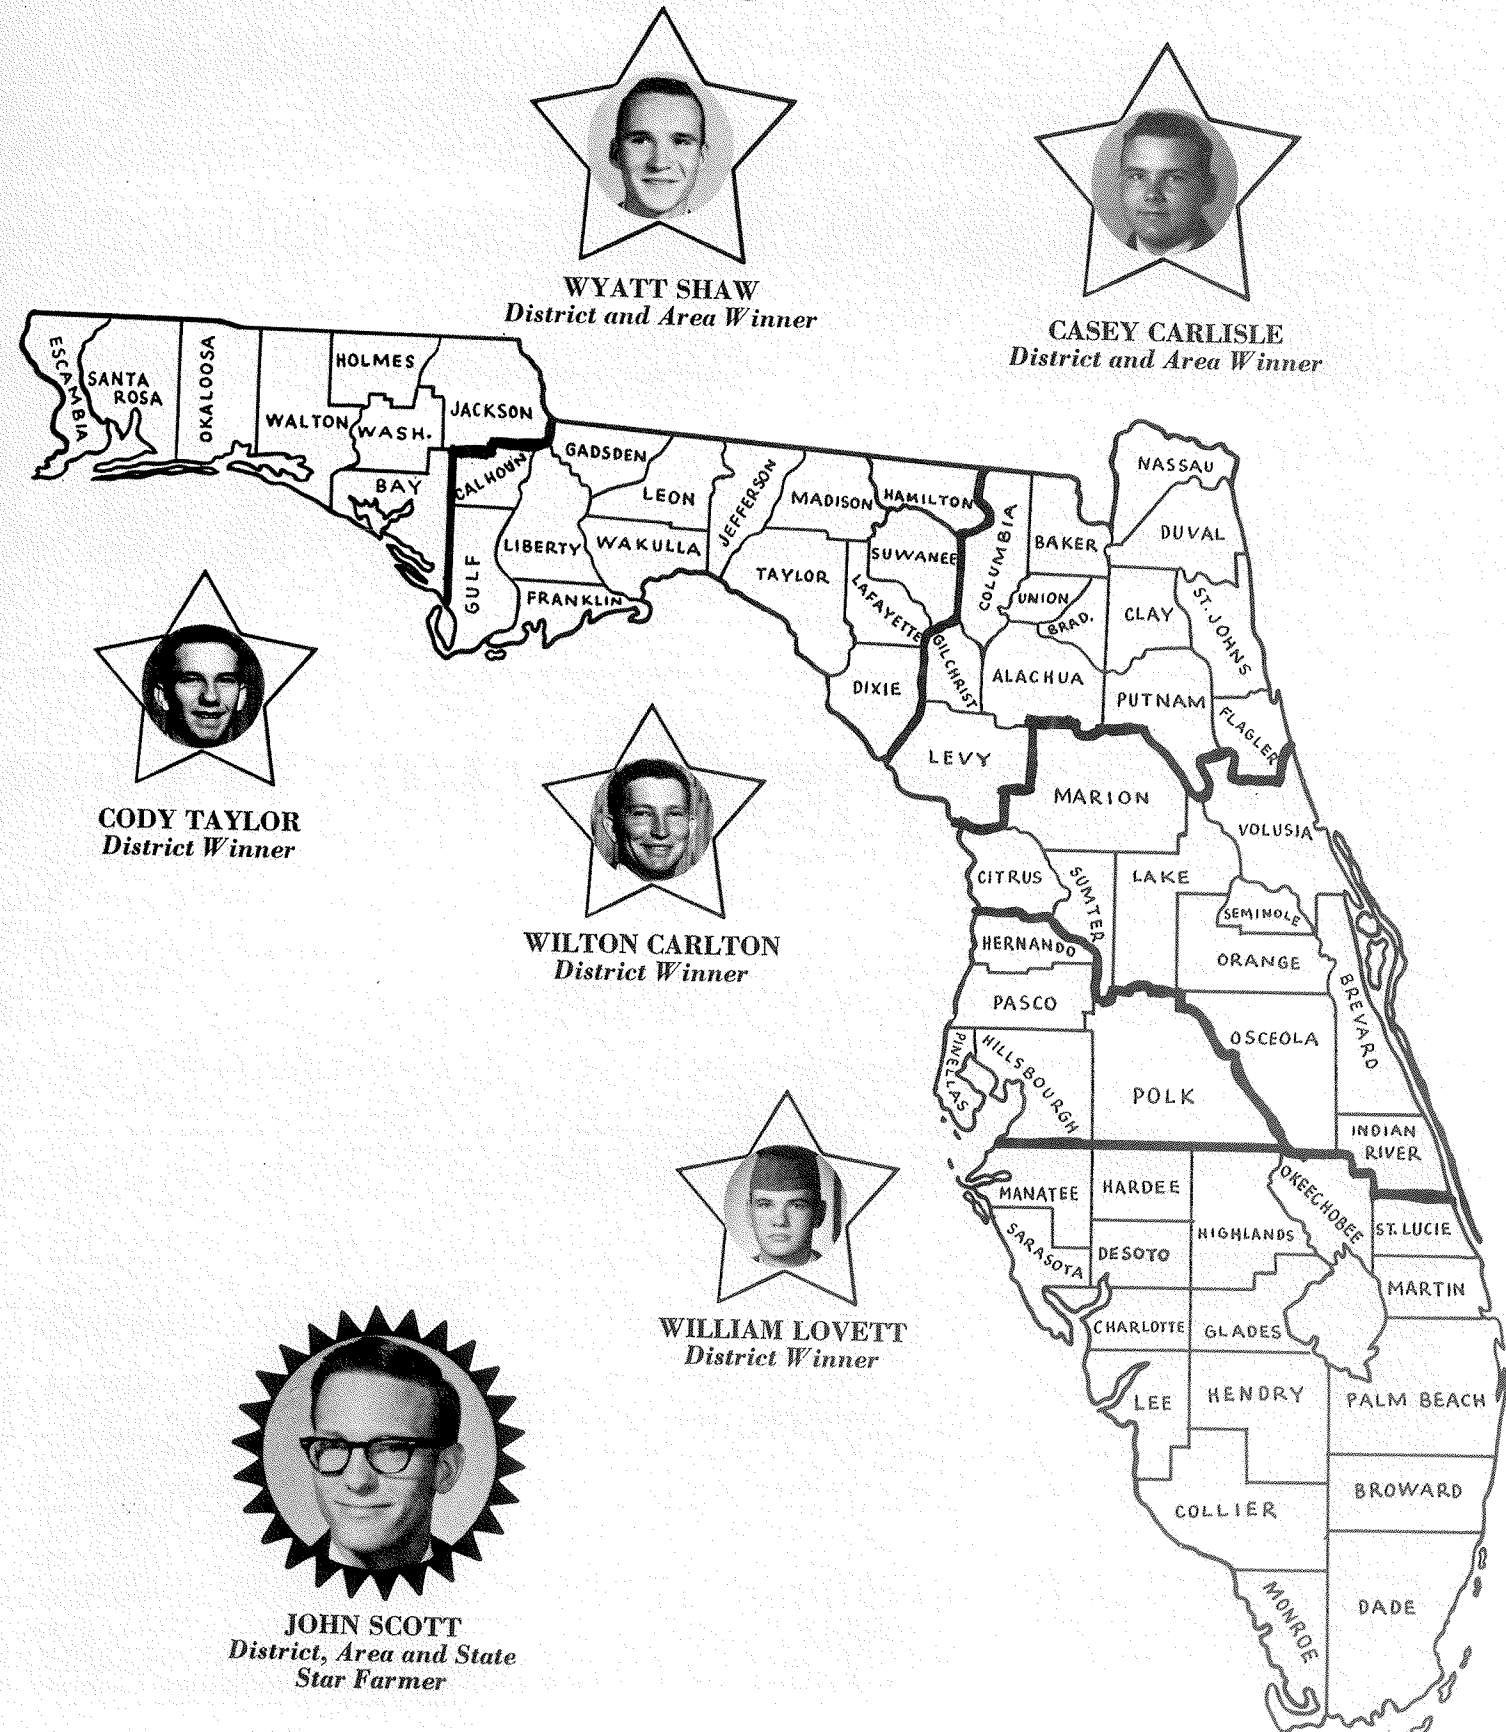 WYATT SHAW
District and Area Winner
CASEY CARLISLE
District and Area Winner
ESCAMBIA
SANTA
ROSA
OKALOOSA
WALTON
HOLMES
WASH.
JACKSON
BAY
CALHOUN
GULF
GADSDEN
LIBERTY
FRANKLIN
LEON
WAKULLA
JEFFERSON
MADISON
TAYLOR
HAMILTON
SUWANEE
LAFAYETTE
DIXIE
COLUMBIA
GILCHRIST
BAKER
UNION
BRAD.
ALACHUA
LEVY
NASSAU
DUVAL
CLAY
ST. JOHNS
PUTNAM
FLAGLER
CODY TAYLOR
District Winner
WILTON CARLTON
District Winner
MARION
VOLUSIA
CITRUS
SUMTER
LAKE
SEMINOLE
HERNANDO
ORANGE
PASCO
BREVARD
OSCEOLA
PINELLAS
HILLSBOURGH
POLK
INDIAN
RIVER
WILLIAM LOVETT
District Winner
MANATEE
HARDEE
OKEECHOBEE
SARASOTA
DESOTO
HIGHLANDS
ST. LUCIE
MARTIN
CHARLOTTE
GLADES
LEE
HENDRY
PALM BEACH
COLLIER
BROWARD
MONROE
DADE
JOHN SCOTT
District, Area and State
Star Farmer